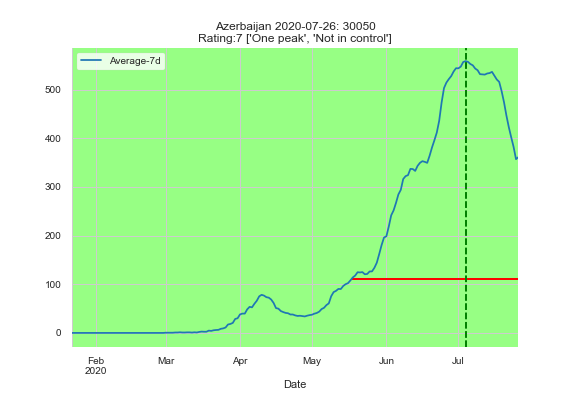 Azerbaijan 2020-07-26: 30050
Rating:7 ['One peak', 'Not in control']
Average-7d
500
400
300
200
100
0
Feb Mar Apr May Jun Jul
2020
Date